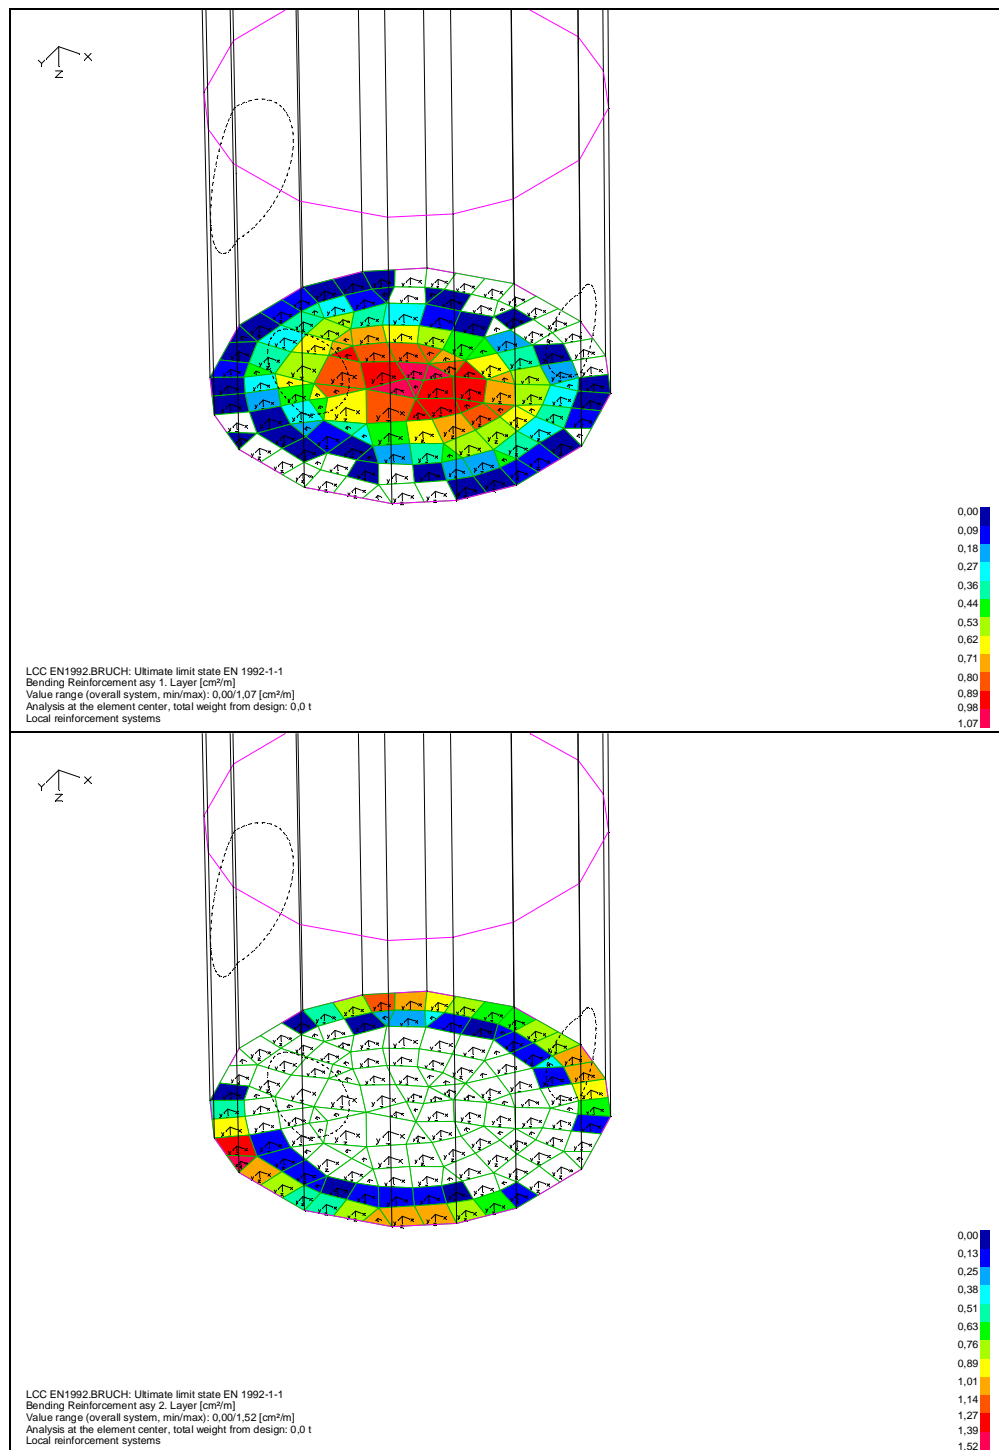 Y X
Z
0,00
0,09
0,18
0,27
0,36
0,44
0,53
0,62
0,71
0,80
0,89
0,98
1,07
LCC EN1992.BRUCH: Ultimate limit state EN 1992-1-1
Bending Reinforcement asy 1. Layer [cm²/m]
Value range (overall system, min/max): 0,00/1,07 [cm²/m]
Analysis at the element center, total weight from design: 0,0 t
Local reinforcement systems
Y X
Z
0,00
0,13
0,25
0,38
0,51
0,63
0,76
0,89
1,01
1,14
1,27
1,39
1,52
LCC EN1992.BRUCH: Ultimate limit state EN 1992-1-1
Bending Reinforcement asy 2. Layer [cm²/m]
Value range (overall system, min/max): 0,00/1,52 [cm²/m]
Analysis at the element center, total weight from design: 0,0 t
Local reinforcement systems